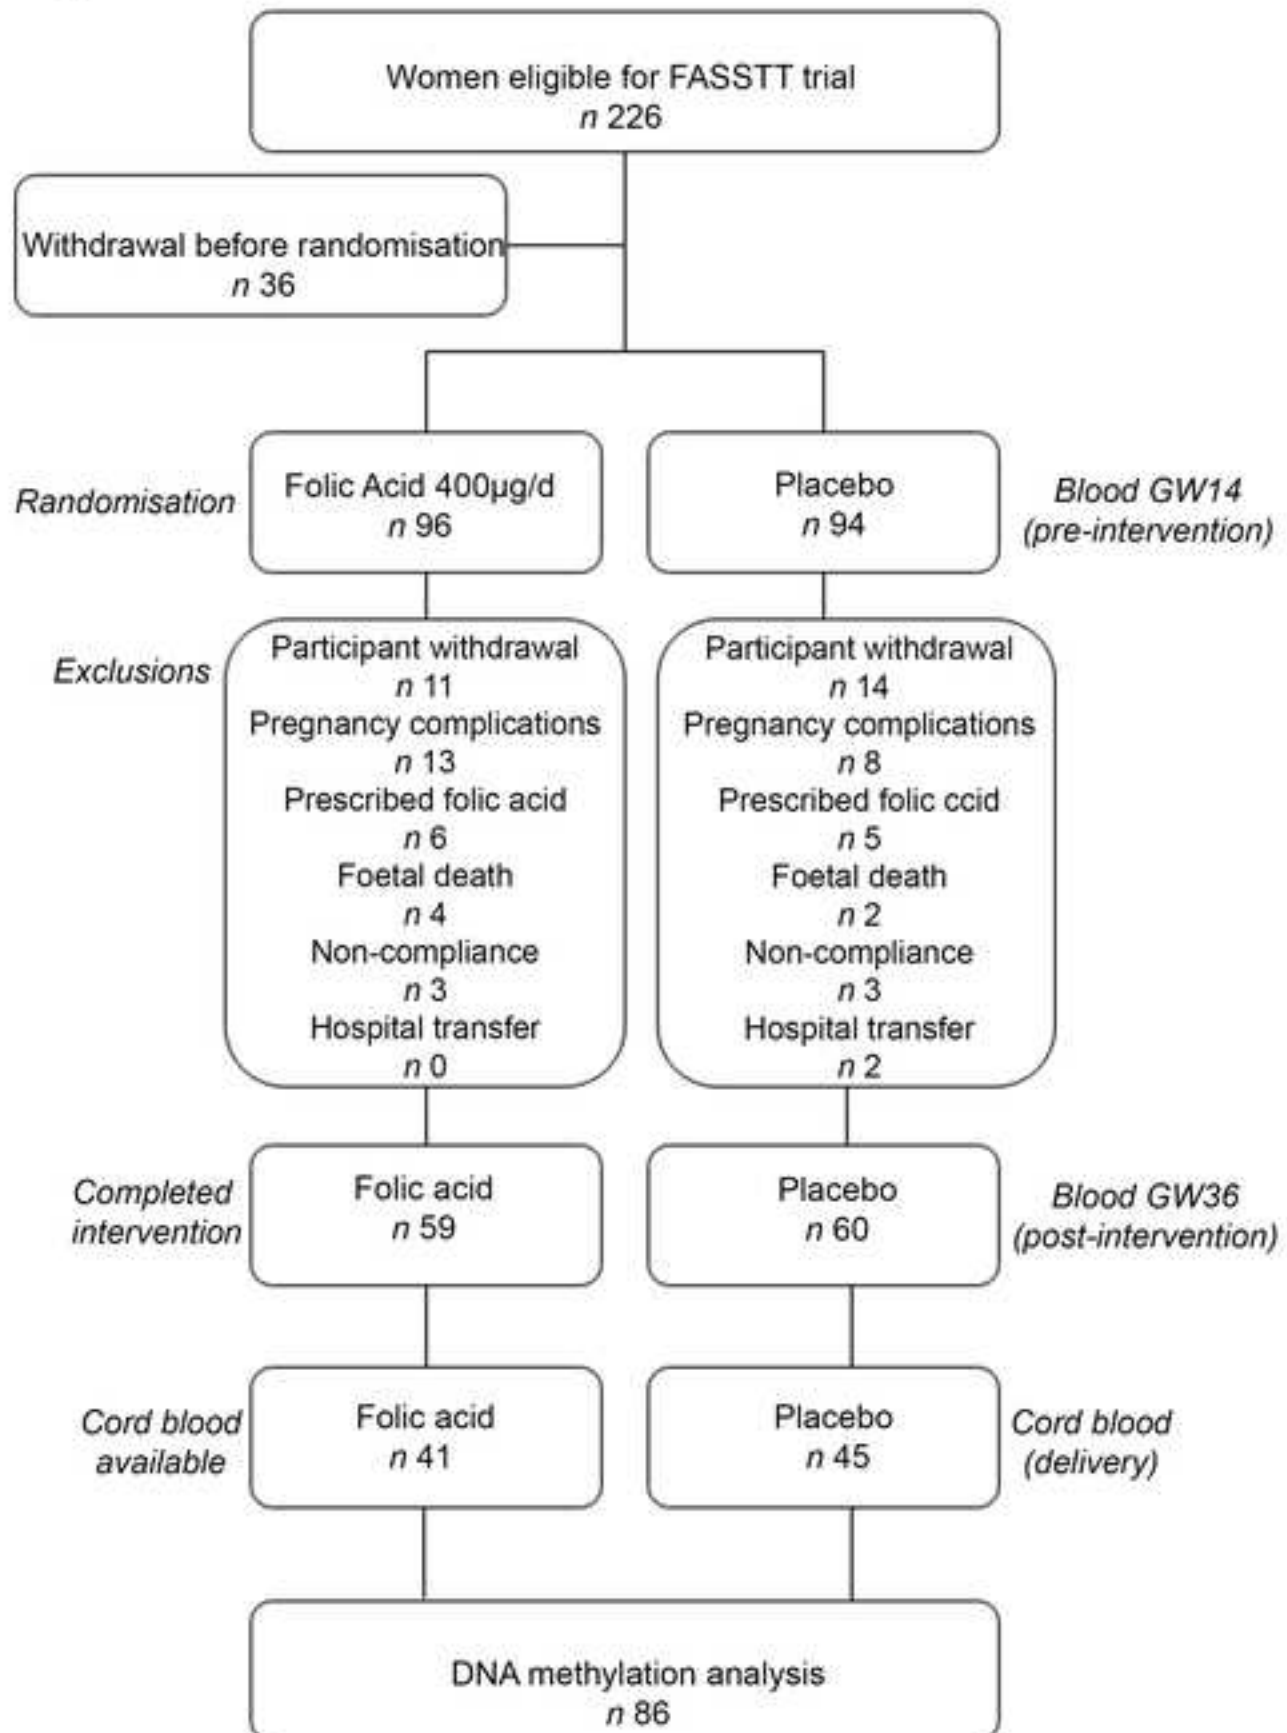 Women eligible for FASSTT trial
n 226
Withdrawal before randomisation
n 36
Randomisation
Folic Acid 400µg/d
n 96
Placebo
n 94
Blood GW14
(pre-intervention)
Exclusions
Participant withdrawal
n 11
Pregnancy complications
n 13
Prescribed folic acid
n 6
Foetal death
n 4
Non-compliance
n 3
Hospital transfer
n 0
Participant withdrawal
n 14
Pregnancy complications
n 8
Prescribed folic ccid
n 5
Foetal death
n 2
Non-compliance
n 3
Hospital transfer
n 2
Completed
intervention
Folic acid
n 59
Placebo
n 60
Blood GW36
(post-intervention)
Cord blood
available
Folic acid
n 41
Placebo
n 45
Cord blood
(delivery)
DNA methylation analysis
n 86